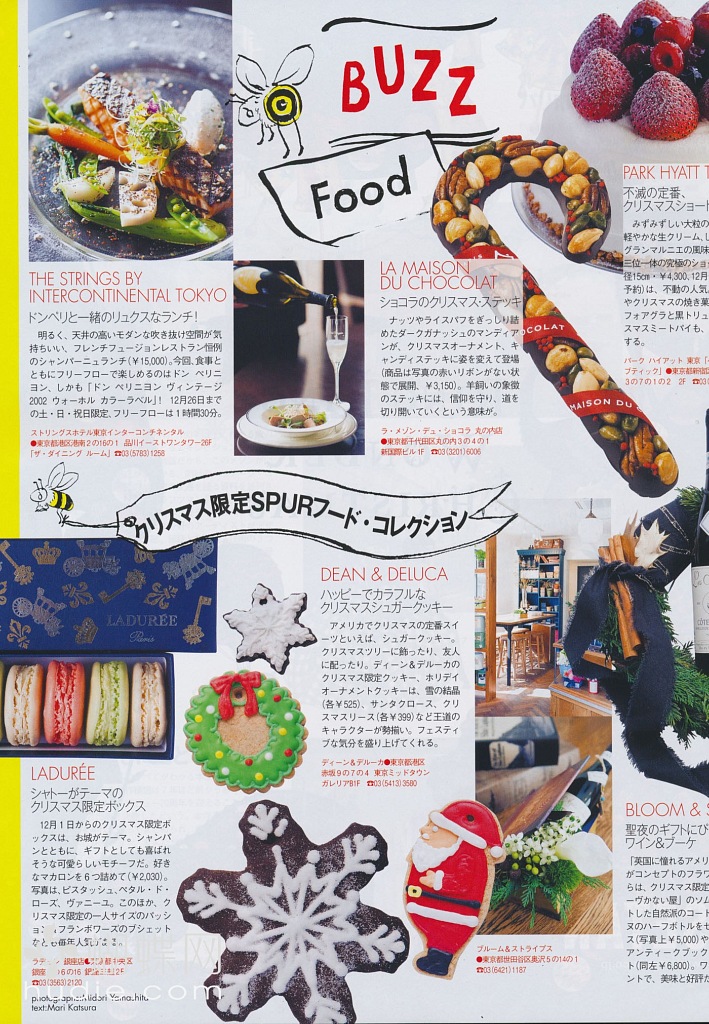 BUZZ
Food
THE STRINGS BY
INTERCONTINENTAL TOKYO
ドンペリと一緒のリュクスなランチ!
明るく、天井の高いモダンな吹き抜け空間が気
持ちいい、フレンチフュージョンレストラン恒例
のシャンパーニュランチ(¥15,000)。今回、食事と
ともにフリーフローで楽しめるのはドン ペリニ
ヨン、しかも「ドン ペリニヨン ヴィンテージ
2002 ウォーホル カラーラベル」! 12月26日まで
の土・日・祝日限定、フリーフローは1時間30分。
ストリングスホテル東京インターコンチネンタル
●東京都港区港南2の16の1 品川イーストワンタワー26F
「ザ・ダイニング ルーム」 ☎03(5783)1258
LA MAISON
DU CHOCOLAT
ショコラのクリスマス・ステッキ
ナッツやライスパフをぎっしり詰
めたダークガナッシュのマンディア
ンが、クリスマスオーナメント、キ
ャンディステッキに姿を変えて登場
(商品は写真の赤いリボンがない状
態で展開、¥3,150)。羊飼いの象徴
のステッキには、信仰を守り、道を
切り開いていくという意味が。
ラ・メゾン・デュ・ショコラ 丸の内店
●東京都千代田区丸の内3の4の1
新国際ビル1F ☎03(3201)6006
OCOLAT
MAISON DU C
PARK HYATT T
不滅の定番、
クリスマスショート
みずみずしい大粒の
軽やかな生クリーム、し
グランマルニエの風味
三位一体の究極のショ
径15cm・¥4,300、12月
予約)は、不動の人気。
やクリスマスの焼き菓
フォアグラと黒トリュ
スマスミートパイも、
する。
パーク ハイアット 東京「
ブティック」●東京都新宿区
3の7の1の2 2F ☎03(
クリスマス限定SPURフード・コレクション
LADURÉE
Paris
DEAN & DELUCA
ハッピーでカラフルな
クリスマスシュガークッキー
アメリカでクリスマスの定番スイ
ーツといえば、シュガークッキー。
クリスマスツリーに飾ったり、友人
に配ったり。ディーン&デルーカの
クリスマス限定クッキー、ホリデイ
オーナメントクッキーは、雪の結晶
(各¥525)、サンタクロース、クリ
スマスリース(各¥399)など王道の
キャラクターが勢揃い。フェスティ
ブな気分を盛り上げてくれる。
ディーン&デルーカ●東京都港区
赤坂9の7の4 東京ミッドタウン
ガレリアB1F ☎03(5413)3580
LADURÉE
シャトーがテーマの
クリスマス限定ボックス
12月1日からのクリスマス限定ボ
ックスは、お城がテーマ。シャンパ
ンとともに、ギフトとしても喜ばれ
そうな可愛らしいモチーフだ。好き
なマカロンを6つ詰めて(¥2,030)。
写真は、ピスタッシュ、ペタル・ド・
ローズ、ヴァニーユ。このほか、ク
リスマス限定の一人サイズのパッシ
ョンフランボワーズのブシェット
なども毎年人気がある。
銀座店●東京都中央区
☎03(3563)2120
photograph:Midori Yamashita
text:Mari Katsura
BLOOM & S
聖夜のギフトにぴ
ワイン&ブーケ
「英国に憧れるアメリ
がコンセプトのフラワ
らは、クリスマス限定
ーヴかない屋」のソム
トした自然派のコート
ヌのハーフボトルをセ
ス(写真上¥5,000)や
アンティークブック
ト(同左¥6,800)。ワ
ントで、美味と好評だ
ブルーム&ストライプス
●東京都世田谷区奥沢5の14の1
☎03(6421)1187